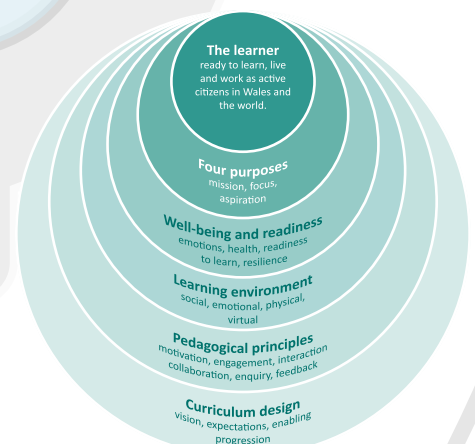 The learner
ready to learn, live
and work as active
citizens in Wales and
the world.
Four purposes
mission, focus,
aspiration
Well-being and readiness
emotions, health, readiness
to learn, resilience
Learning environment
social, emotional, physical,
virtual
Pedagogical principles
motivation, engagement, interaction
collaboration, enquiry, feedback
Curriculum design
vision, expectations, enabling
progression